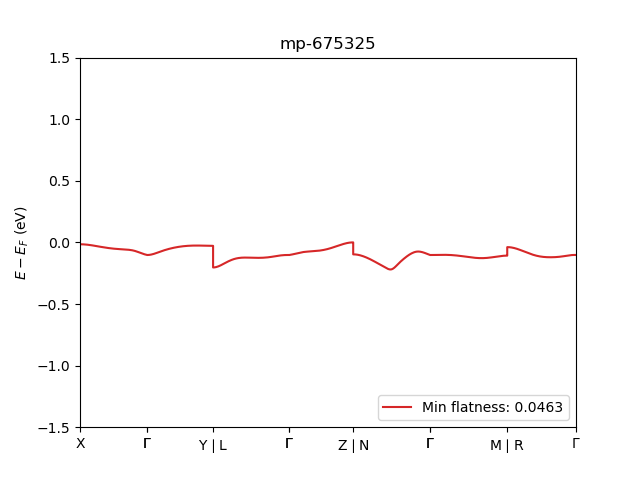 mp-675325
E − E_F (eV)
1.5
1.0
0.5
0.0
−0.5
−1.0
−1.5
Min flatness: 0.0463
X Γ Y | L Γ Z | N Γ M | R Γ